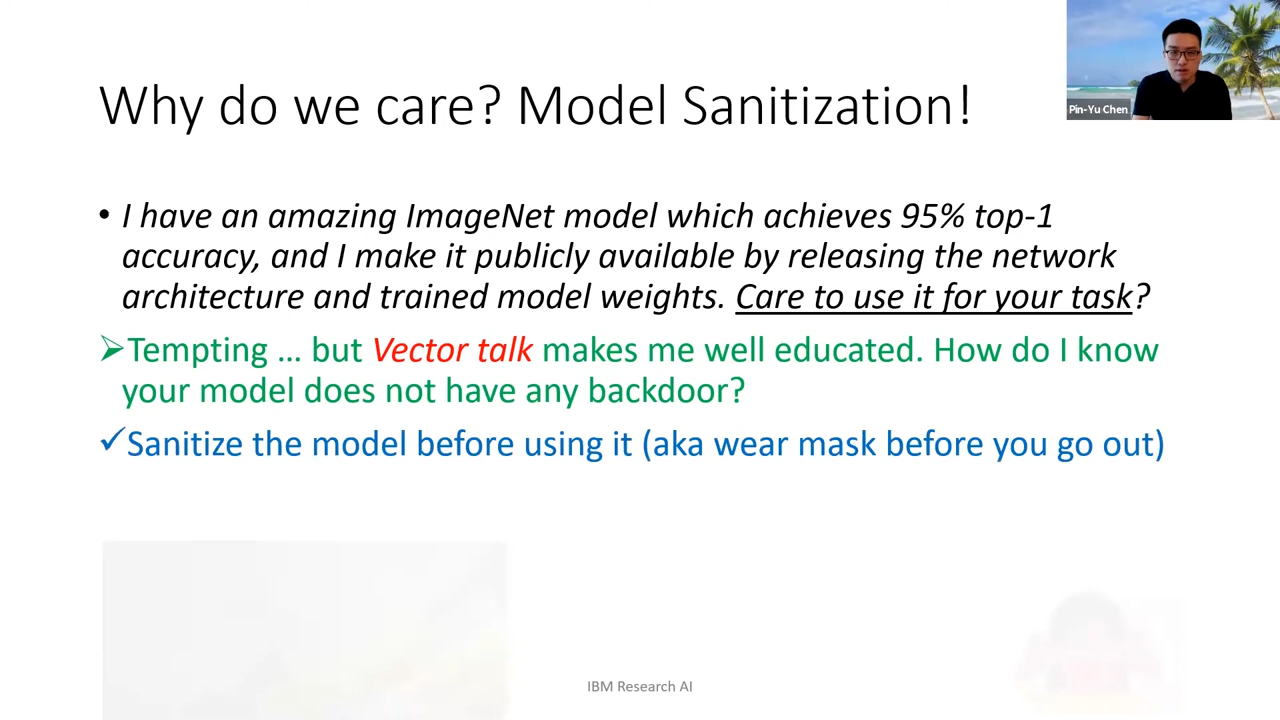 Pin-Yu Chen
Why do we care? Model Sanitization!
• I have an amazing ImageNet model which achieves 95% top-1
accuracy, and I make it publicly available by releasing the network
architecture and trained model weights. Care to use it for your task?
➢Tempting … but Vector talk makes me well educated. How do I know
your model does not have any backdoor?
✓Sanitize the model before using it (aka wear mask before you go out)
IBM Research AI